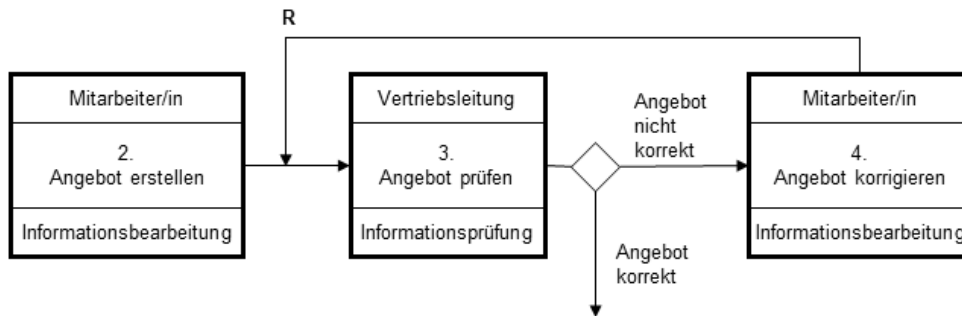 R
Mitarbeiter/in
2.
Angebot erstellen
Informationsbearbeitung
Vertriebsleitung
3.
Angebot prüfen
Informationsprüfung
Angebot
nicht
korrekt
Angebot
korrekt
Mitarbeiter/in
4.
Angebot korrigieren
Informationsbearbeitung